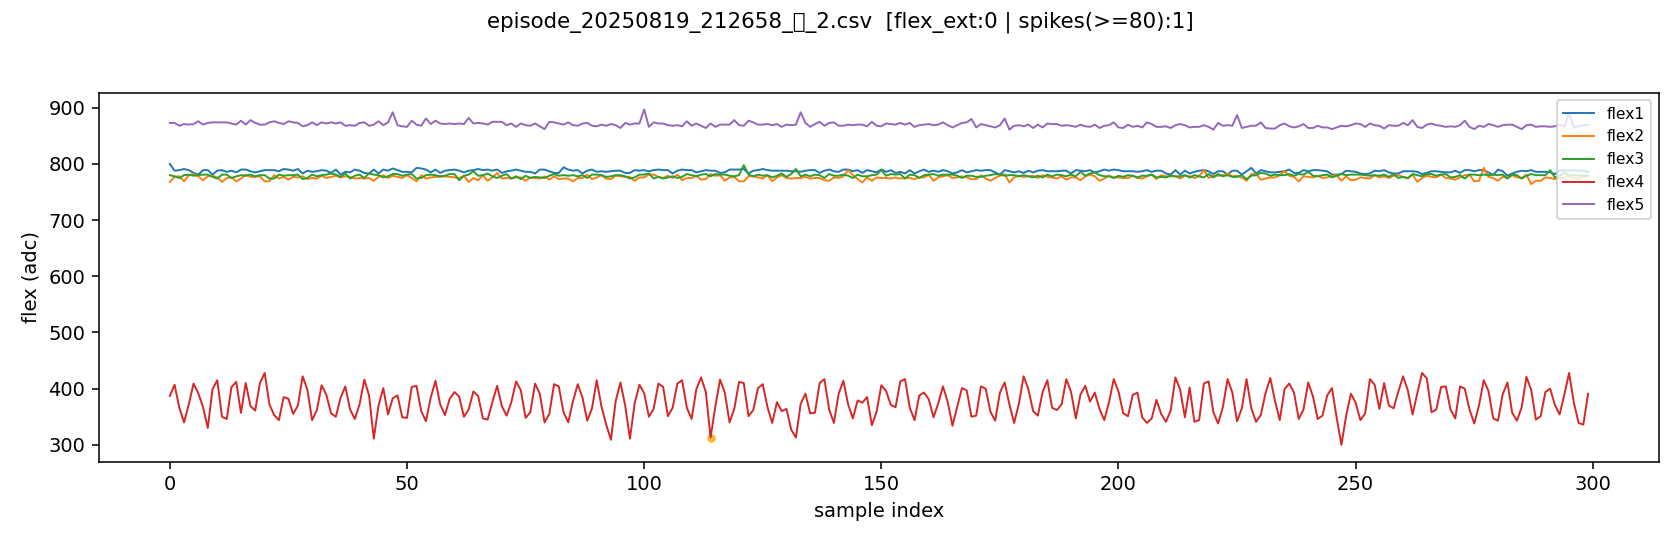 episode_20250819_212658_▯_2.csv  [flex_ext:0 | spikes(>=80):1]
flex (adc)
900
800
700
600
500
400
300
flex1
flex2
flex3
flex4
flex5
0 50 100 150 200 250 300
sample index